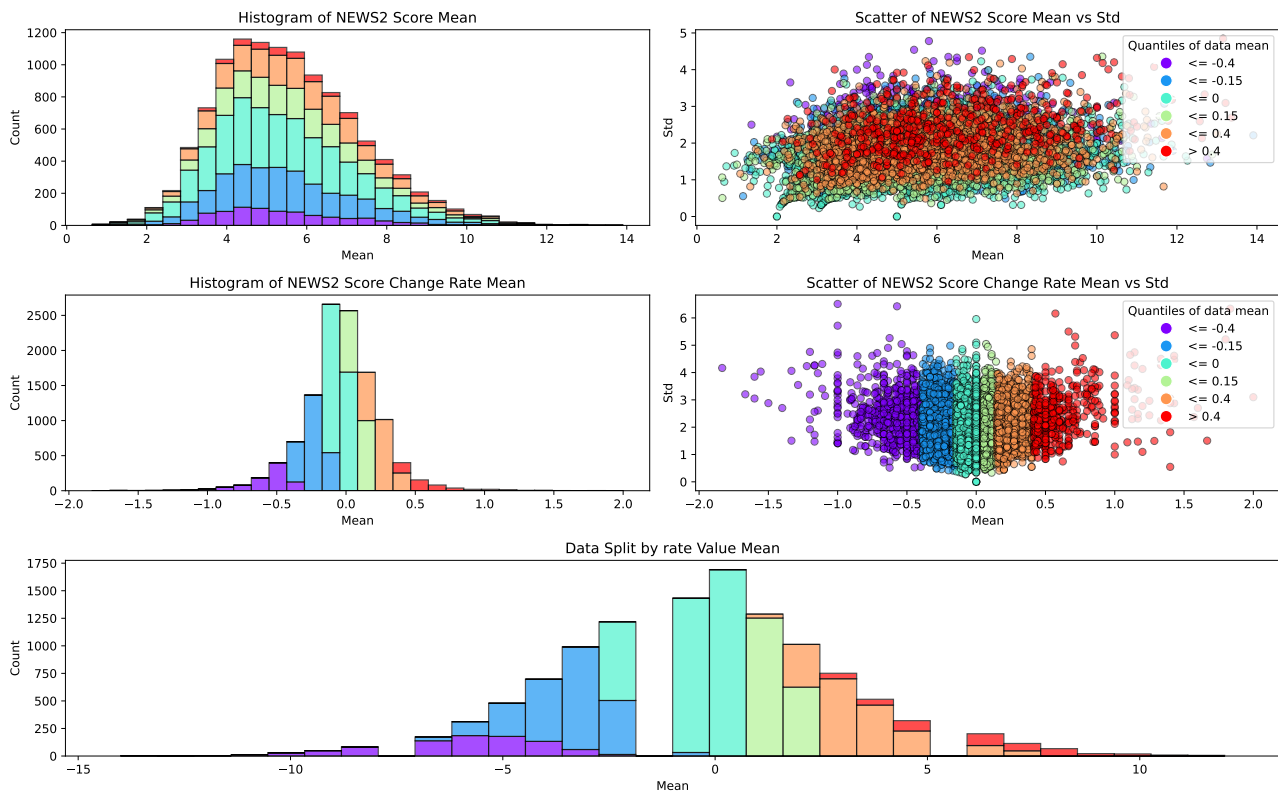 Histogram of NEWS2 Score Mean
Count
0
200
400
600
800
1000
1200
0 2 4 6 8 10 12 14
Mean
Scatter of NEWS2 Score Mean vs Std
Std
0
1
2
3
4
5
0 2 4 6 8 10 12 14
Mean
Quantiles of data mean
<= -0.4
<= -0.15
<= 0
<= 0.15
<= 0.4
> 0.4
Histogram of NEWS2 Score Change Rate Mean
Count
0
500
1000
1500
2000
2500
−2.0 −1.5 −1.0 −0.5 0.0 0.5 1.0 1.5 2.0
Mean
Scatter of NEWS2 Score Change Rate Mean vs Std
Std
0
1
2
3
4
5
6
−2.0 −1.5 −1.0 −0.5 0.0 0.5 1.0 1.5 2.0
Mean
Quantiles of data mean
<= -0.4
<= -0.15
<= 0
<= 0.15
<= 0.4
> 0.4
Data Split by rate Value Mean
Count
0
250
500
750
1000
1250
1500
1750
−15 −10 −5 0 5 10
Mean